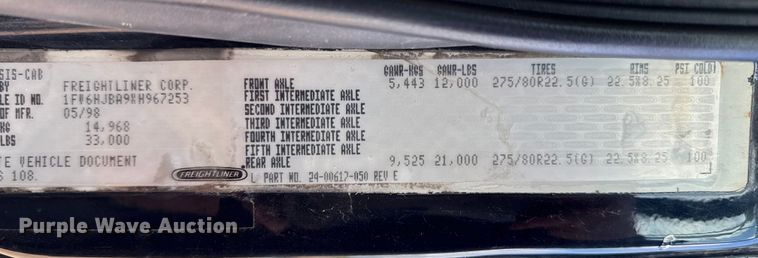 SIS-CAB
BY FREIGHTLINER CORP.
LE ID NO. 1FV6HJBA9XH967253
OF MFR. 05/98
KG 14,968
LBS 33,000
TE VEHICLE DOCUMENT
S 108.
FREIGHTLINER
GAWR-KGS GAWR-LBS TIRES RIMS PSI COLD)
FRONT AXLE 5,443 12,000 275/80R22.5(G) 22.5X8.25 100
FIRST INTERMEDIATE AXLE
SECOND INTERMEDIATE AXLE
THIRD INTERMEDIATE AXLE
FOURTH INTERMEDIATE AXLE
FIFTH INTERMEDIATE AXLE
REAR AXLE 9,525 21,000 275/80R22.5(G) 22.5X8.25 100
L PART NO. 24-00617-050 REV E
Purple Wave Auction